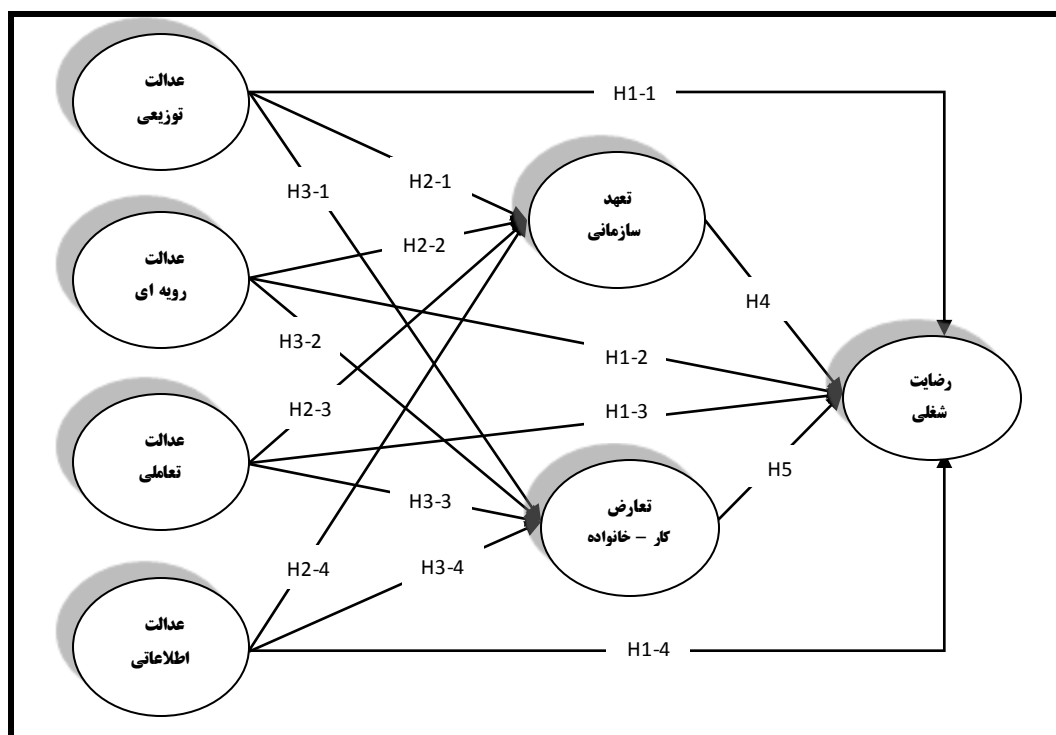 عدالت
توزیعی
H1-1
H2-1
H3-1
تعهد
سازمانی
عدالت
رویه ای
H2-2
H3-2
H4
H1-2
رضایت
شغلی
H2-3
H1-3
عدالت
تعاملی
H5
H3-3
تعارض
کار – خانواده
H2-4
H3-4
عدالت
اطلاعاتی
H1-4